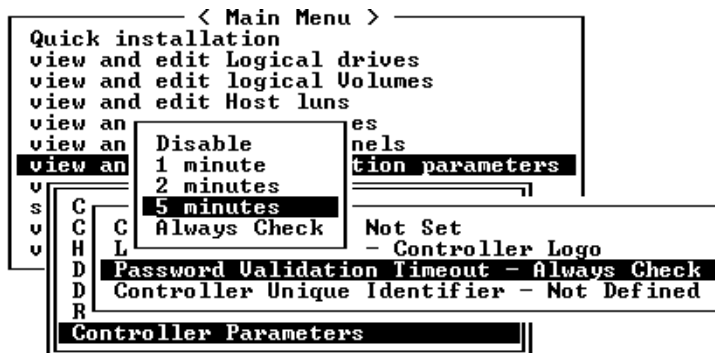 < Main Menu >
Quick installation
view and edit Logical drives
view and edit logical Volumes
view and edit Host luns
view an es
view an Disable nels
view an 1 minute tion parameters
v 2 minutes
s C 5 minutes
v C C Always Check Not Set
v H L - Controller Logo
D Password Validation Timeout - Always Check
D Controller Unique Identifier - Not Defined
R
Controller Parameters